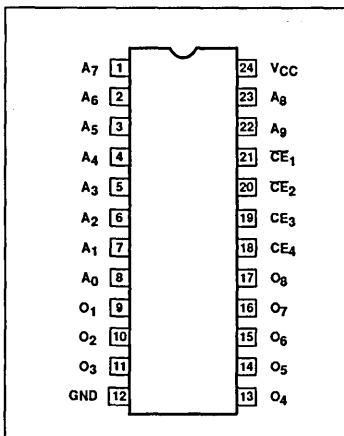 A7 1 24 VCC
A6 2 23 A8
A5 3 22 A9
A4 4 21 C̅E̅1
A3 5 20 C̅E̅2
A2 6 19 CE3
A1 7 18 CE4
A0 8 17 O8
O1 9 16 O7
O2 10 15 O6
O3 11 14 O5
GND 12 13 O4